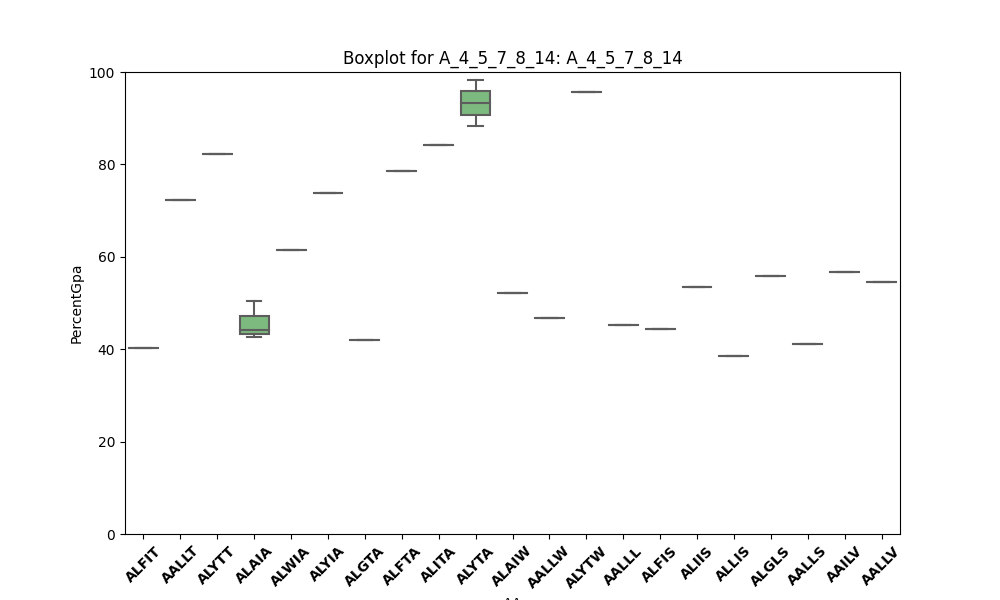 Boxplot for A_4_5_7_8_14: A_4_5_7_8_14
100
80
60
40
20
0
PercentGpa
ALFIT AALLT ALYTT ALAIA ALWIA ALYIA ALGTA ALFTA ALITA ALYTA ALAIW AALLW ALYTW AALLL ALFIS ALIIS ALLIS ALGLS AALLS AAILV AALLV